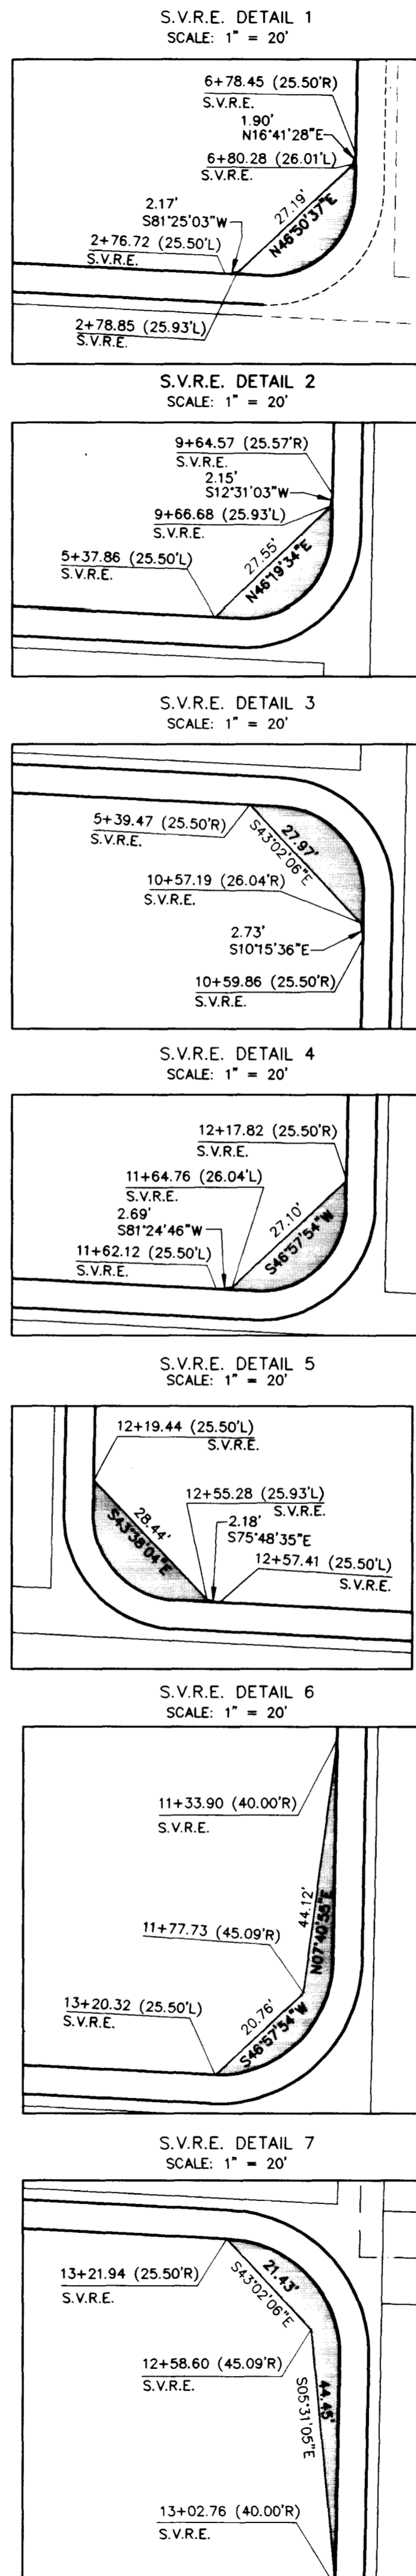 S.V.R.E. DETAIL 1
SCALE: 1" = 20'
6+78.45 (25.50'R)
S.V.R.E.
1.90'
N16°41'28"E
6+80.28 (26.01'L)
2.17'
S81°25'03"W
27.19'
N46°50'37"E
2+76.72 (25.50'L)
S.V.R.E.
2+78.85 (25.93'L)
S.V.R.E. DETAIL 2
SCALE: 1" = 20'
9+64.57 (25.57'R)
S.V.R.E.
2.15'
S12°31'03"W
9+66.68 (25.93'L)
5+37.86 (25.50'L)
S.V.R.E.
27.55'
N46°19'34"E
S.V.R.E. DETAIL 3
SCALE: 1" = 20'
5+39.47 (25.50'R)
S.V.R.E.
27.97'
S43°02'06"E
10+57.19 (26.04'R)
S.V.R.E.
2.73'
S10°15'36"E
10+59.86 (25.50'R)
S.V.R.E.
S.V.R.E. DETAIL 4
SCALE: 1" = 20'
12+17.82 (25.50'R)
S.V.R.E.
11+64.76 (26.04'L)
2.69'
S81°24'46"W
27.10'
S46°57'54"W
11+62.12 (25.50'L)
S.V.R.E.
S.V.R.E. DETAIL 5
SCALE: 1" = 20'
12+19.44 (25.50'L)
S.V.R.E.
28.44'
S43°38'04"E
12+55.28 (25.93'L)
S.V.R.E.
2.18'
S75°48'35"E
12+57.41 (25.50'L)
S.V.R.E.
S.V.R.E. DETAIL 6
SCALE: 1" = 20'
11+33.90 (40.00'R)
S.V.R.E.
44.12'
N07°40'55"E
11+77.73 (45.09'R)
13+20.32 (25.50'L)
S.V.R.E.
20.76'
S46°57'54"W
S.V.R.E. DETAIL 7
SCALE: 1" = 20'
13+21.94 (25.50'R)
S.V.R.E.
21.43'
S43°02'06"E
12+58.60 (45.09'R)
S.V.R.E.
44.45'
S05°31'05"E
13+02.76 (40.00'R)
S.V.R.E.